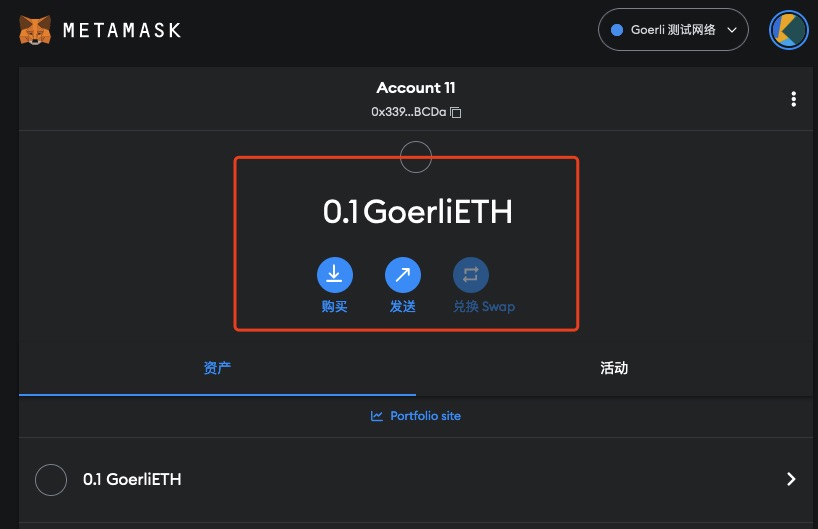 METAMASK
Goerli 测试网络
Account 11
0x339...BCDa
0.1 GoerliETH
购买
发送
兑换 Swap
资产
活动
Portfolio site
0.1 GoerliETH